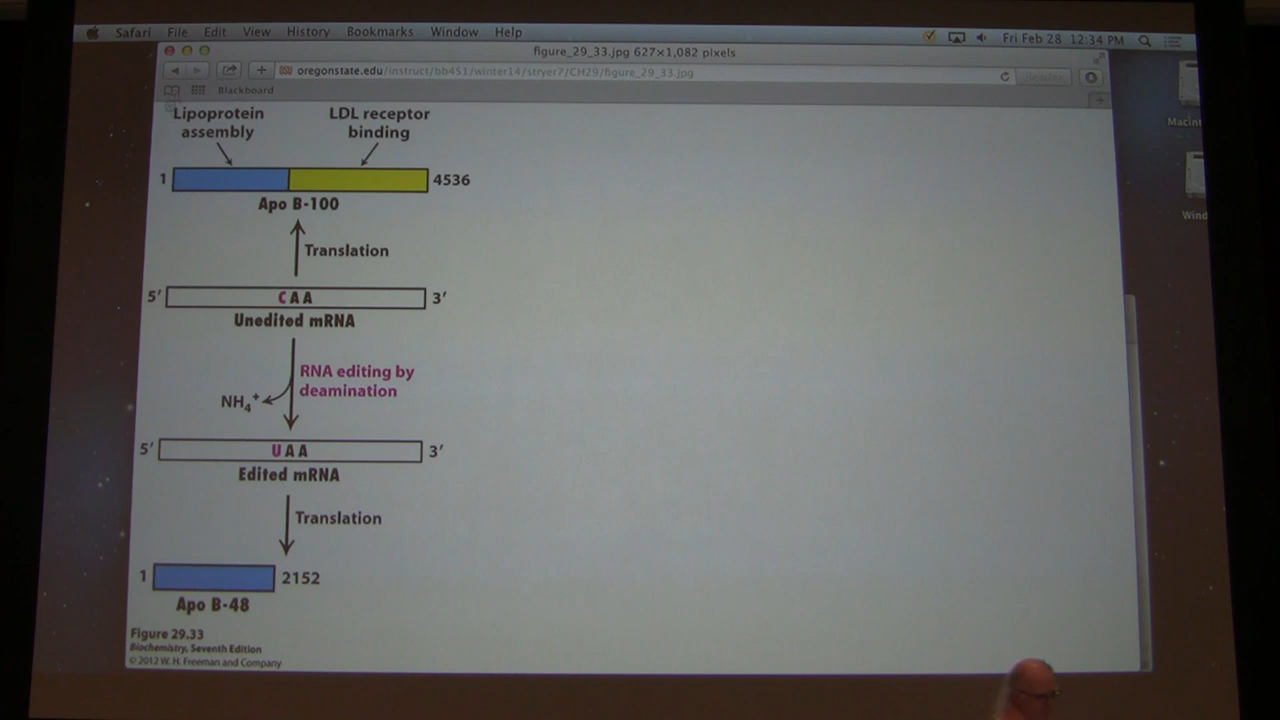 Safari File Edit View History Bookmarks Window Help
Fri Feb 28 12:34 PM
figure_29_33.jpg 627×1,082 pixels
oregonstate.edu/instruct/bb451/winter14/stryer7/CH29/figure_29_33.jpg
Reader
Blackboard
Macint
Wind
Lipoprotein assembly
LDL receptor binding
1
4536
Apo B-100
Translation
5′ CAA 3′
Unedited mRNA
RNA editing by
deamination
NH4+
5′ UAA 3′
Edited mRNA
Translation
1
2152
Apo B-48
Figure 29.33
Biochemistry, Seventh Edition
© 2012 W. H. Freeman and Company